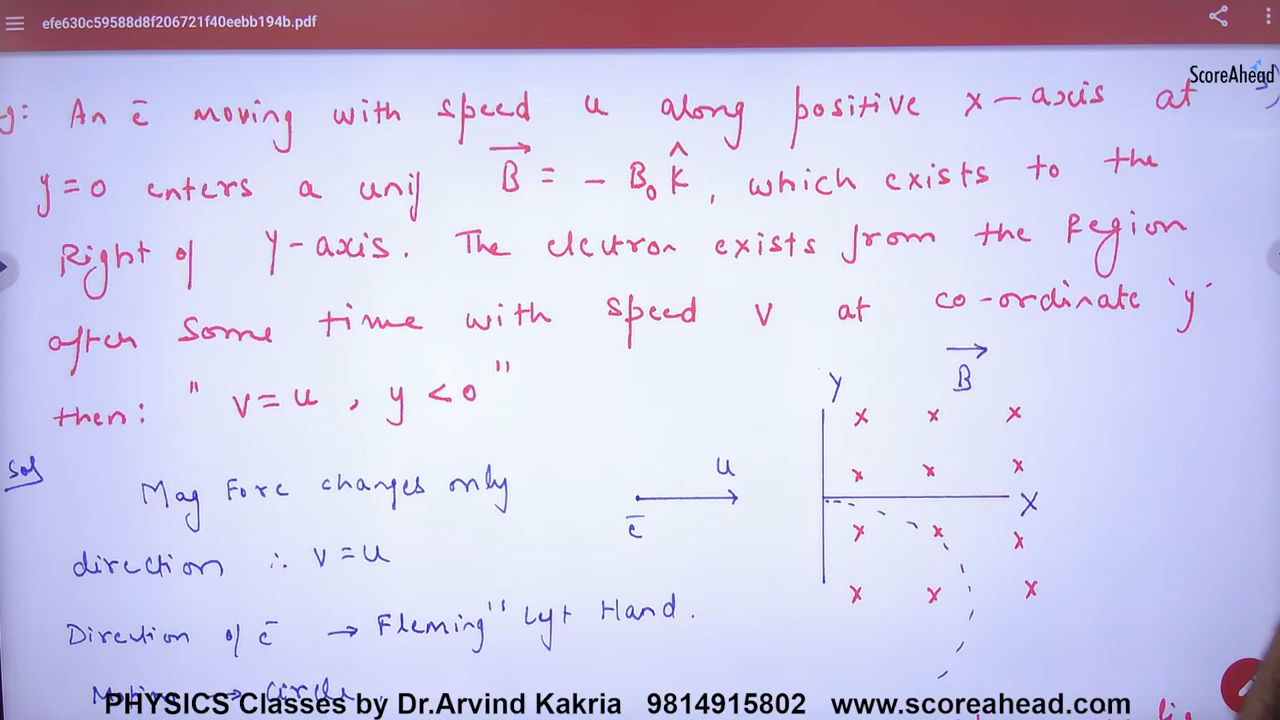 efe630c59588d8f206721f40eebb194b.pdf
ScoreAhead
g: An e̅ moving with speed u along positive x-axis at
y=0 enters a unif B⃗ = - B₀ k̂, which exists to the
Right of Y-axis. The electron exists from the Region
after some time with speed v at co-ordinate 'y'
then: " v=u , y<0 "
Sol
Mag Forc changes only
direction ∴ v=u
Direction of e̅ → Fleming" Left Hand.
Motion → Circle
e̅
u
Y
B⃗
x x x
x x x
X
x x x
x x x
PHYSICS Classes by Dr.Arvind Kakria 9814915802 www.scoreahead.com